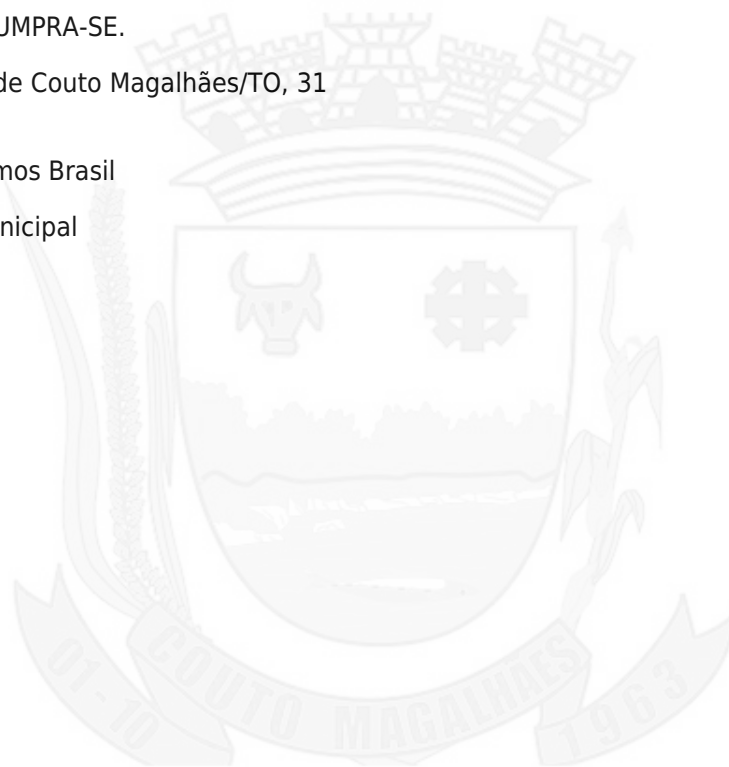 UMPRA-SE.
de Couto Magalhães/TO, 31
mos Brasil
nicipal
01-10
COUTO MAGALHÃES
1963